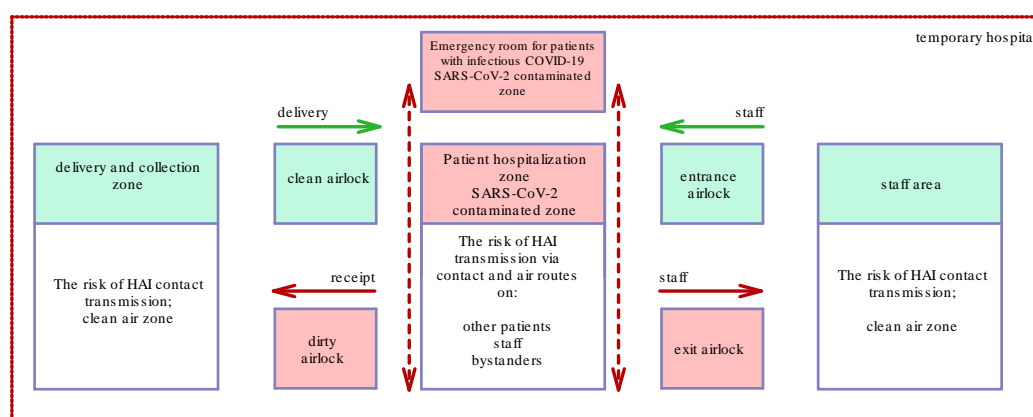 temporary hospita
Emergency room for patients
with infectious COVID-19
SARS-CoV-2 contaminated
zone
delivery
staff
delivery and collection
zone
clean airlock
Patient hospitalization
zone
SARS-CoV-2
contaminated zone
entrance
airlock
staff area
The risk of HAI contact
transmission;
clean air zone
receipt
dirty
airlock
The risk of HAI
transmission via
contact and air routes
on:
other patients
staff
bystanders
staff
exit airlock
The risk of HAI contact
transmission;
clean air zone